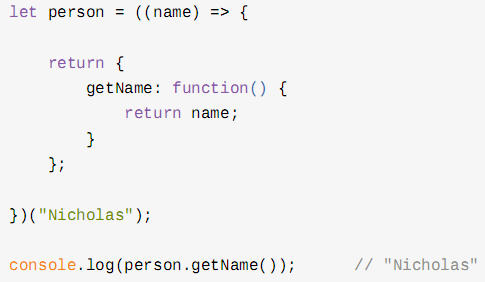 let person = ((name) => {
return {
getName: function() {
return name;
}
};
})("Nicholas");
console.log(person.getName());      // "Nicholas"